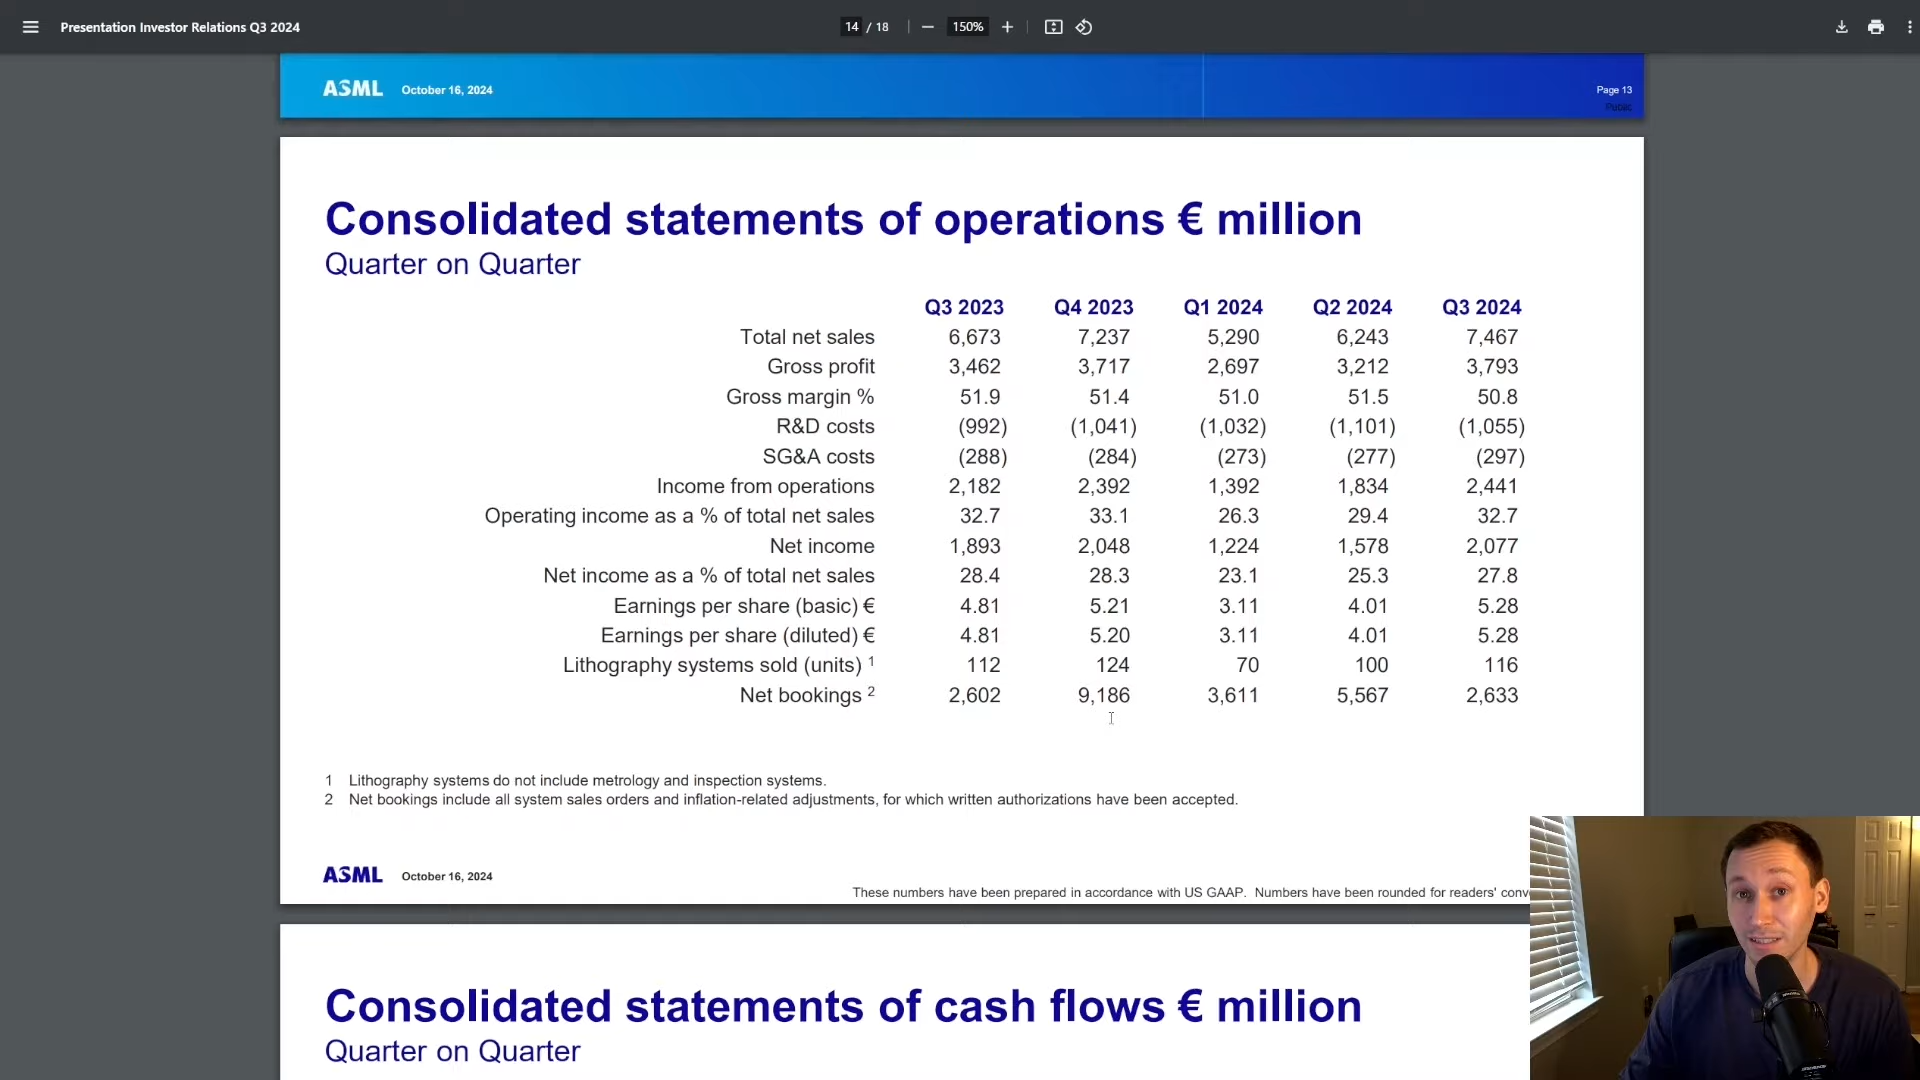 Presentation Investor Relations Q3 2024
14 / 18
150%
ASML October 16, 2024
Page 13
Public
Consolidated statements of operations € million
Quarter on Quarter
Q3 2023 Q4 2023 Q1 2024 Q2 2024 Q3 2024
Total net sales 6,673 7,237 5,290 6,243 7,467
Gross profit 3,462 3,717 2,697 3,212 3,793
Gross margin % 51.9 51.4 51.0 51.5 50.8
R&D costs (992) (1,041) (1,032) (1,101) (1,055)
SG&A costs (288) (284) (273) (277) (297)
Income from operations 2,182 2,392 1,392 1,834 2,441
Operating income as a % of total net sales 32.7 33.1 26.3 29.4 32.7
Net income 1,893 2,048 1,224 1,578 2,077
Net income as a % of total net sales 28.4 28.3 23.1 25.3 27.8
Earnings per share (basic) € 4.81 5.21 3.11 4.01 5.28
Earnings per share (diluted) € 4.81 5.20 3.11 4.01 5.28
Lithography systems sold (units) 1 112 124 70 100 116
Net bookings 2 2,602 9,186 3,611 5,567 2,633
1 Lithography systems do not include metrology and inspection systems.
2 Net bookings include all system sales orders and inflation-related adjustments, for which written authorizations have been accepted.
ASML October 16, 2024
These numbers have been prepared in accordance with US GAAP. Numbers have been rounded for readers' conv
Consolidated statements of cash flows € million
Quarter on Quarter